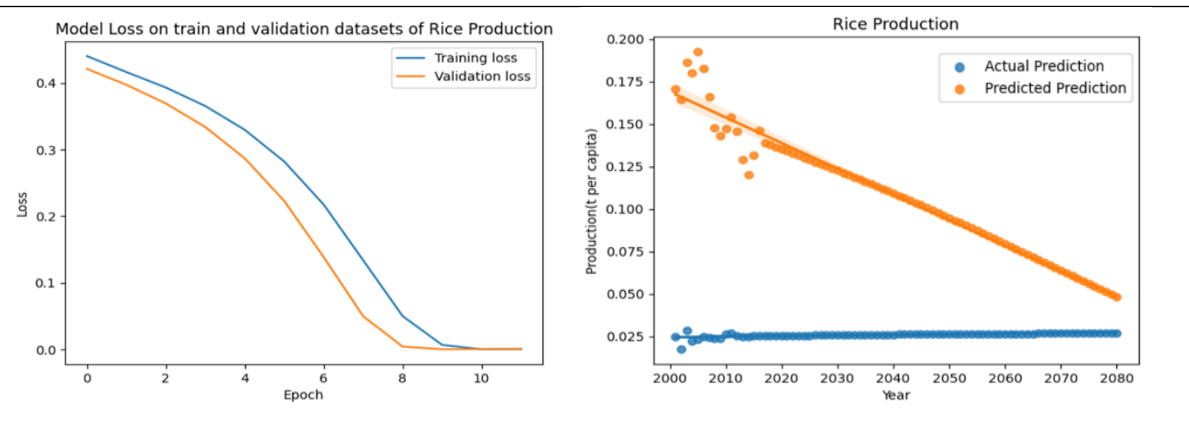 Model Loss on train and validation datasets of Rice Production
Training loss
Validation loss
0.4
0.3
0.2
0.1
0.0
Loss
0 2 4 6 8 10
Epoch
Rice Production
Actual Prediction
Predicted Prediction
0.200
0.175
0.150
0.125
0.100
0.075
0.050
0.025
Production(t per capita)
2000 2010 2020 2030 2040 2050 2060 2070 2080
Year